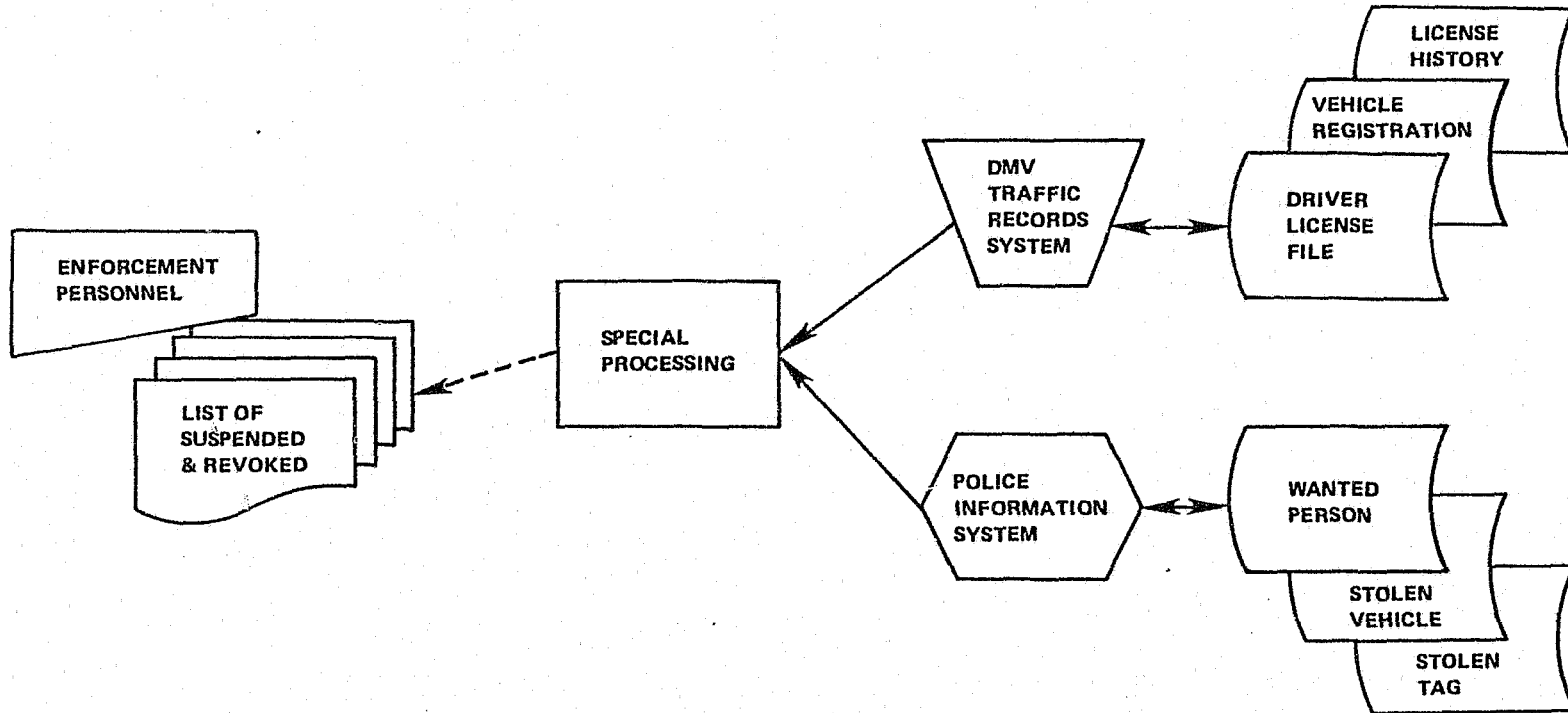 LICENSE
HISTORY
VEHICLE
REGISTRATION
DRIVER
LICENSE
FILE
DMV
TRAFFIC
RECORDS
SYSTEM
ENFORCEMENT
PERSONNEL
LIST OF
SUSPENDED
& REVOKED
SPECIAL
PROCESSING
POLICE
INFORMATION
SYSTEM
WANTED
PERSON
STOLEN
VEHICLE
STOLEN
TAG